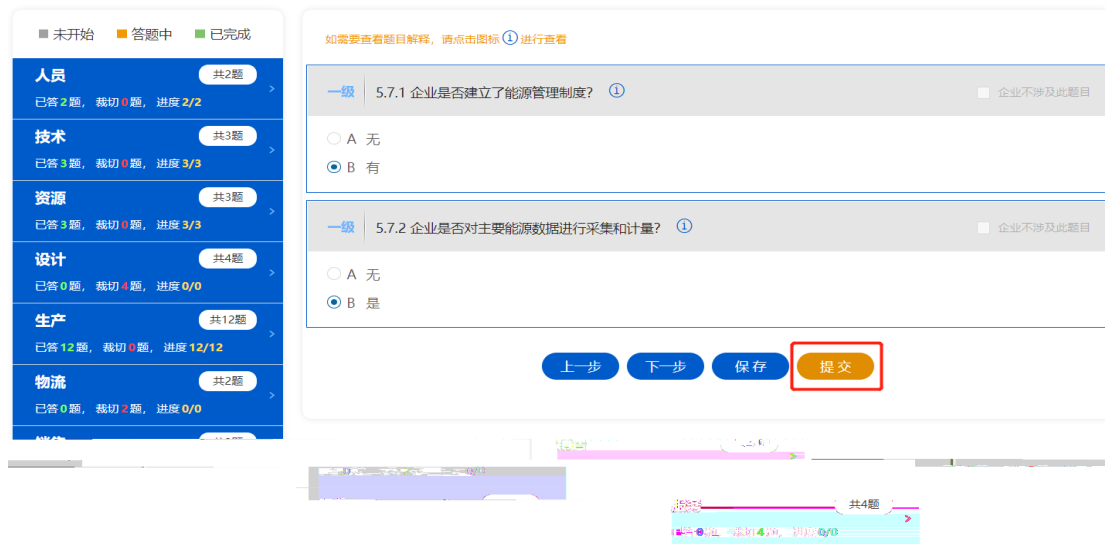 未开始 答题中 已完成
人员 共2题
已答2题, 裁切0题, 进度2/2
技术 共3题
已答3题, 裁切0题, 进度3/3
资源 共3题
已答3题, 裁切0题, 进度3/3
设计 共4题
已答0题, 裁切4题, 进度0/0
生产 共12题
已答12题, 裁切0题, 进度12/12
物流 共2题
已答0题, 裁切2题, 进度0/0
如需要查看题目解释, 请点击图标 i 进行查看
一级 5.7.1 企业是否建立了能源管理制度? i 企业不涉及此题目
A 无
B 有
一级 5.7.2 企业是否对主要能源数据进行采集和计量? i 企业不涉及此题目
A 无
B 是
上一步 下一步 保存 提交
共4题